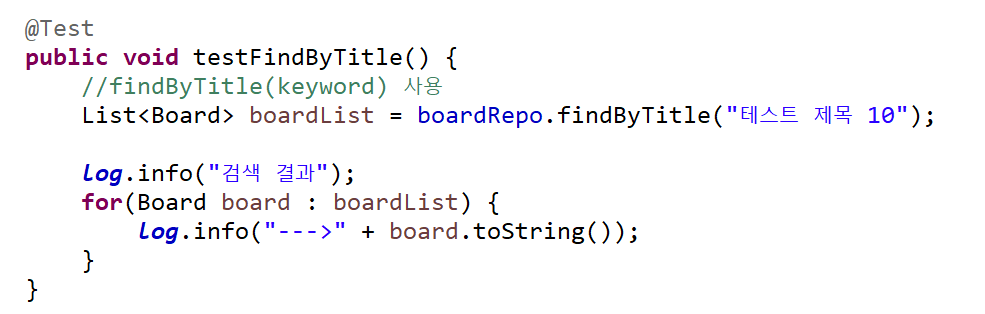 @Test
public void testFindByTitle() {
    //findByTitle(keyword) 사용
    List<Board> boardList = boardRepo.findByTitle("테스트 제목 10");
    log.info("검색 결과");
    for(Board board : boardList) {
        log.info("--->" + board.toString());
    }
}